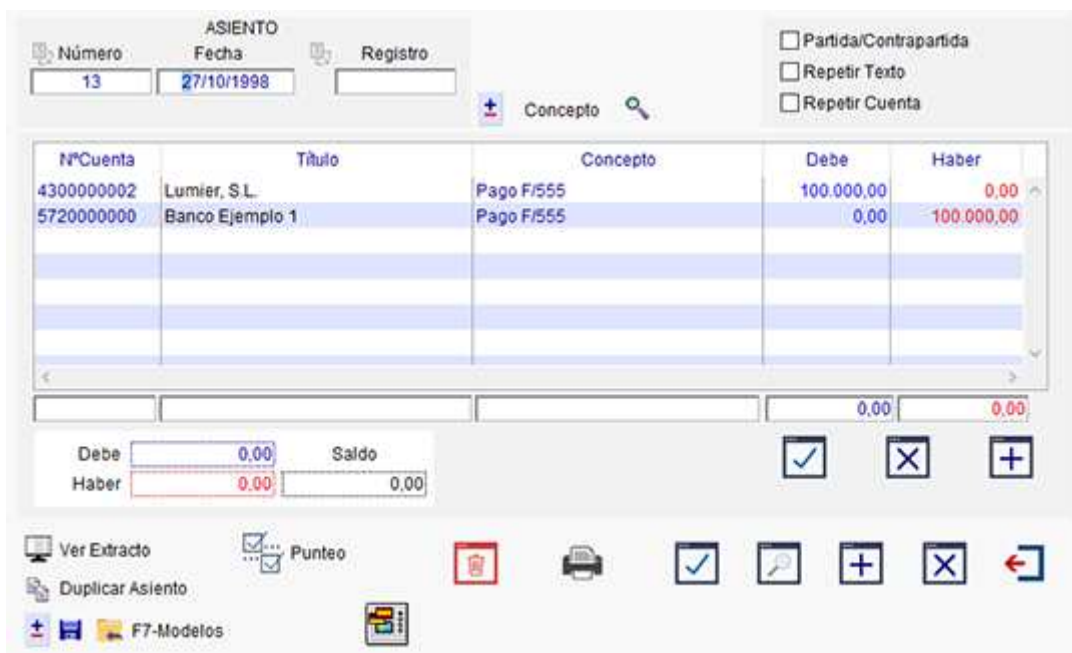 ASIENTO
Número Fecha Registro
13 27/10/1998
Partida/Contrapartida
Repetir Texto
Repetir Cuenta
Concepto
NºCuenta Título Concepto Debe Haber
4300000002 Lumier, S.L. Pago F/555 100.000,00 0,00
5720000000 Banco Ejemplo 1 Pago F/555 0,00 100.000,00
0,00 0,00
Debe 0,00 Saldo
Haber 0,00 0,00
Ver Extracto Punteo
Duplicar Asiento
F7-Modelos